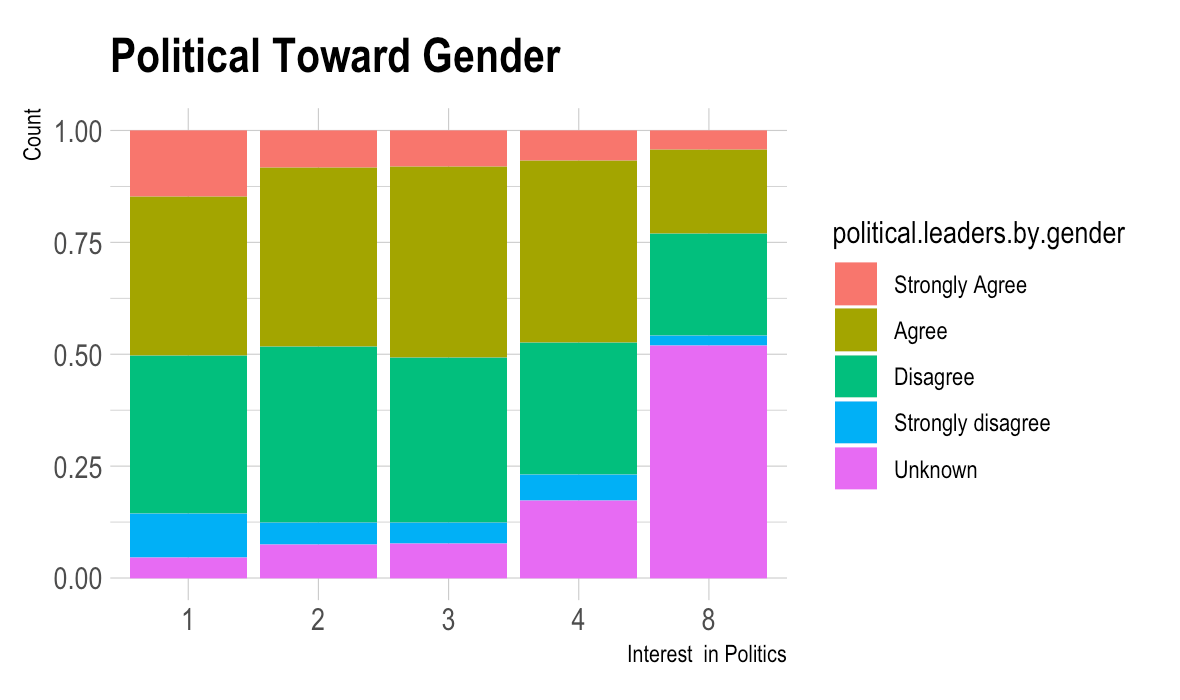 Political Toward Gender
Count
1.00
0.75
0.50
0.25
0.00
1 2 3 4 8
Interest  in Politics
political.leaders.by.gender
Strongly Agree
Agree
Disagree
Strongly disagree
Unknown